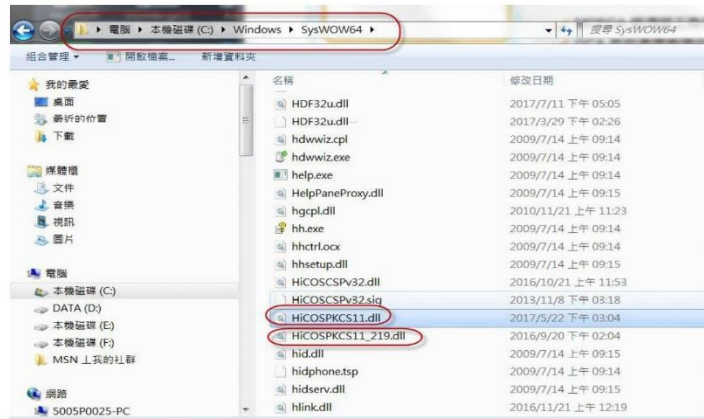 電腦 ▸ 本機磁碟 (C:) ▸ Windows ▸ SysWOW64 ▸
搜尋 SysWOW64
組合管理 ▾ 開啟檔案... 新增資料夾
我的最愛
桌面
最近的位置
下載
媒體櫃
文件
音樂
視訊
圖片
電腦
本機磁碟 (C:)
DATA (D:)
本機磁碟 (E:)
本機磁碟 (F:)
MSN 上我的社群
網路
5005P0025-PC
名稱 修改日期
HDF32u.dll 2017/7/11 下午 05:05
HDF32u.dll-- 2017/3/29 下午 02:26
hdwwiz.cpl 2009/7/14 上午 09:14
hdwwiz.exe 2009/7/14 上午 09:14
help.exe 2009/7/14 上午 09:14
HelpPaneProxy.dll 2009/7/14 上午 09:15
hgcpl.dll 2010/11/21 上午 11:23
hh.exe 2009/7/14 上午 09:14
hhctrl.ocx 2009/7/14 上午 09:14
hhsetup.dll 2009/7/14 上午 09:15
HiCOSCSPv32.dll 2016/10/21 上午 11:53
HiCOSCSPv32.sig 2013/11/8 下午 03:18
HiCOSPKCS11.dll 2017/5/22 下午 03:04
HiCOSPKCS11_219.dll 2016/9/20 下午 02:04
hid.dll 2009/7/14 上午 09:15
hidphone.tsp 2009/7/14 上午 09:14
hidserv.dll 2009/7/14 上午 09:15
hlink.dll 2016/11/21 上午 12:19